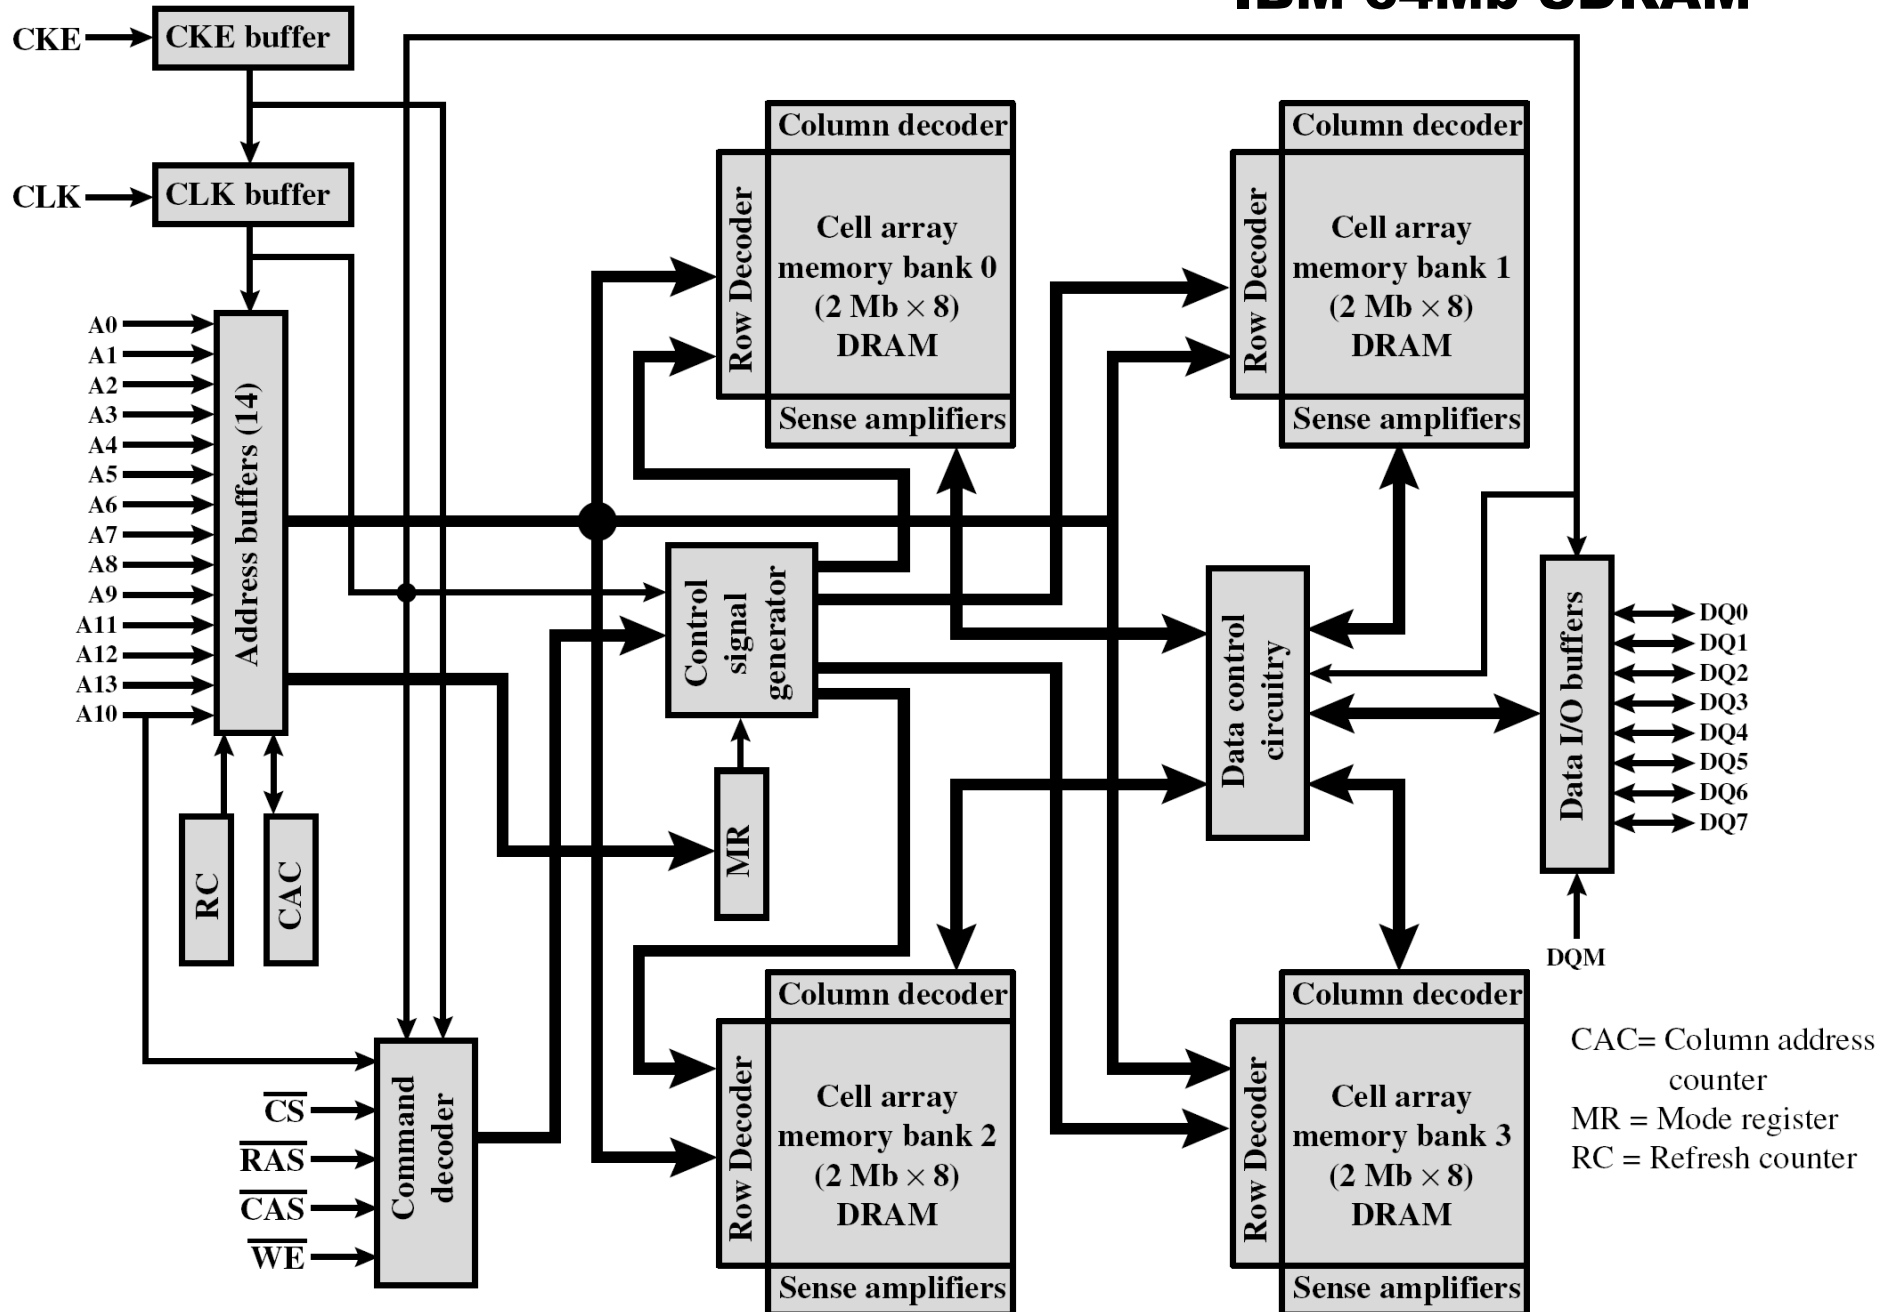 IBM 64Mb SDRAM
CKE
CKE buffer
CLK
CLK buffer
A0
A1
A2
A3
A4
A5
A6
A7
A8
A9
A11
A12
A13
A10
Address buffers (14)
RC
CAC
Column decoder
Row Decoder
Cell array
memory bank 0
(2 Mb × 8)
DRAM
Sense amplifiers
Column decoder
Row Decoder
Cell array
memory bank 1
(2 Mb × 8)
DRAM
Sense amplifiers
Control
signal
generator
MR
Data control
circuitry
Data I/O buffers
DQ0
DQ1
DQ2
DQ3
DQ4
DQ5
DQ6
DQ7
DQM
C̅S̅
R̅A̅S̅
C̅A̅S̅
W̅E̅
Command
decoder
Column decoder
Row Decoder
Cell array
memory bank 2
(2 Mb × 8)
DRAM
Sense amplifiers
Column decoder
Row Decoder
Cell array
memory bank 3
(2 Mb × 8)
DRAM
Sense amplifiers
CAC= Column address
counter
MR = Mode register
RC = Refresh counter